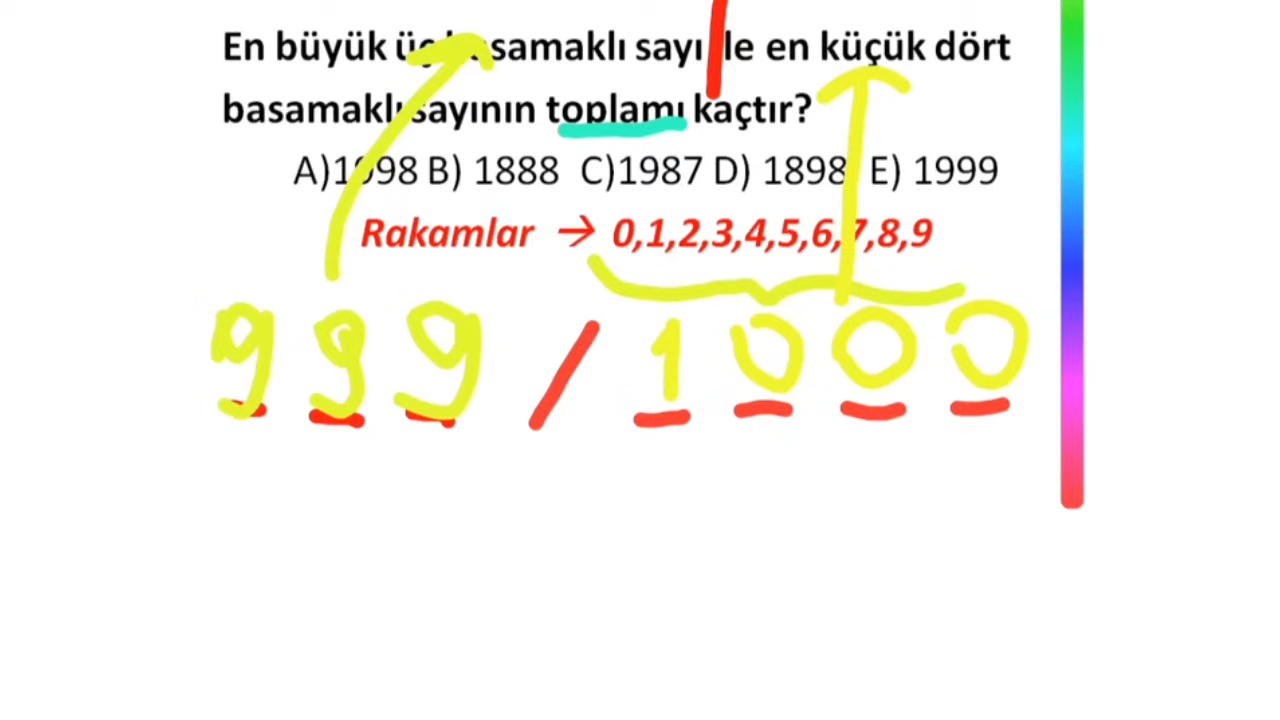 En büyük üç basamaklı sayı ile en küçük dört
basamaklı sayının toplamı kaçtır?
A)1998 B) 1888 C)1987 D) 1898 E) 1999
Rakamlar → 0,1,2,3,4,5,6,7,8,9
999 / 1000